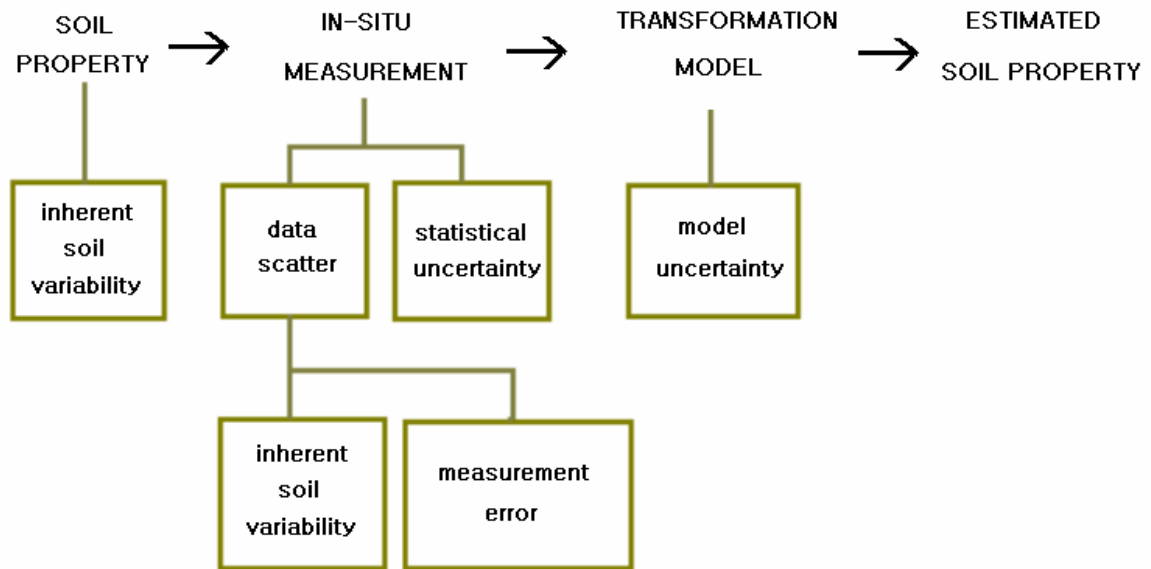 SOIL
PROPERTY
IN-SITU
MEASUREMENT
TRANSFORMATION
MODEL
ESTIMATED
SOIL PROPERTY
inherent
soil
variability
data
scatter
statistical
uncertainty
model
uncertainty
inherent
soil
variability
measurement
error